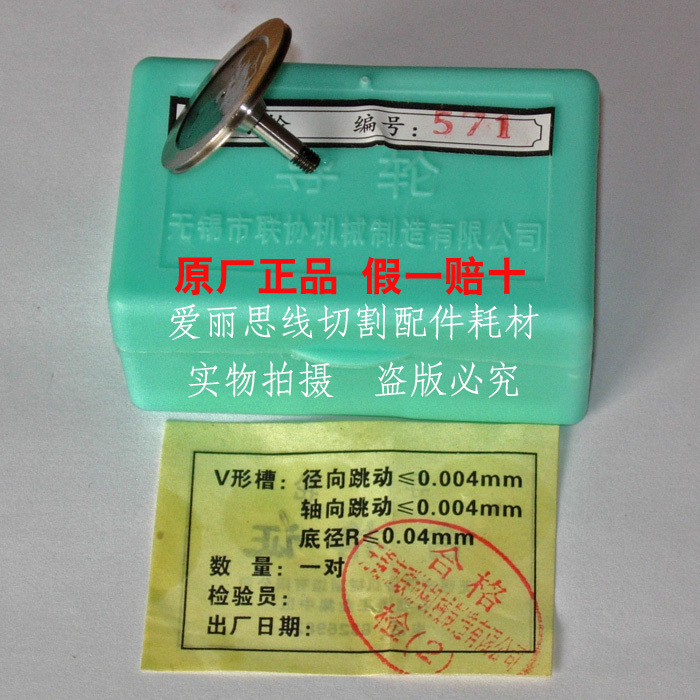 编号: 571
导轮
无锡市联协机械制造有限公司
原厂正品 假一赔十
爱丽思线切割配件耗材
实物拍摄 盗版必究
V形槽: 径向跳动≤0.004mm
轴向跳动≤0.004mm
底径R≤0.04mm
数 量: 一对
检验员:
出厂日期:
合格
检(2)